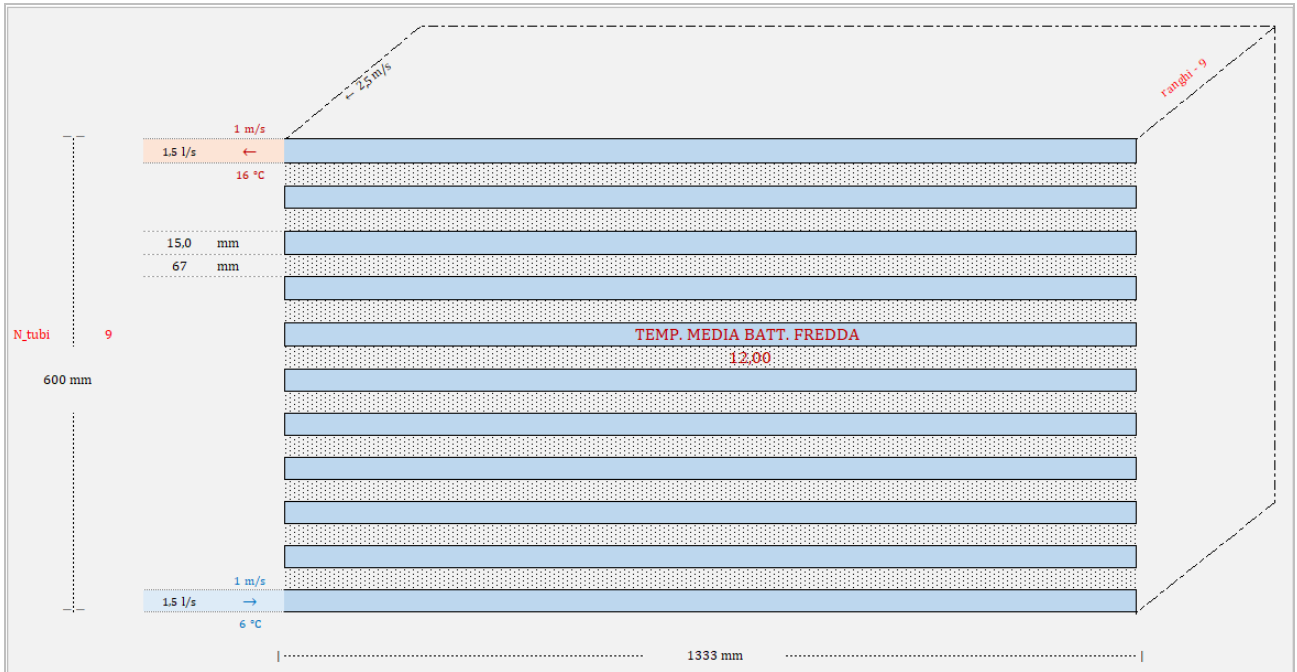 ← 2,5 m/s
ranghi - 9
1 m/s
1,5 l/s ←
16 °C
15,0 mm
67 mm
N_tubi 9
TEMP. MEDIA BATT. FREDDA
12,00
600 mm
1 m/s
1,5 l/s →
6 °C
1333 mm